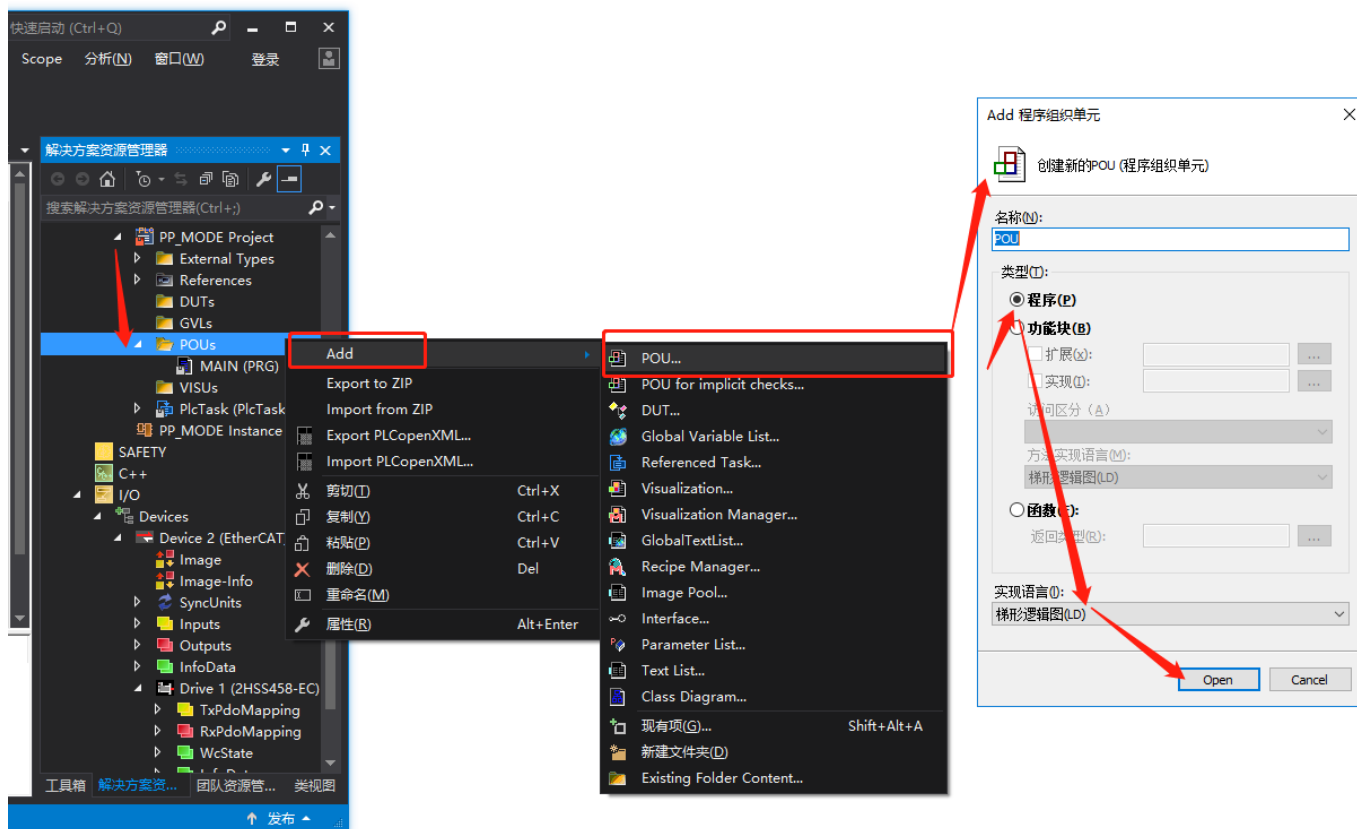 快速启动 (Ctrl+Q)
Scope 分析(N) 窗口(W) 登录
解决方案资源管理器
搜索解决方案资源管理器(Ctrl+;)
PP_MODE Project
External Types
References
DUTs
GVLs
POUs
MAIN (PRG)
VISUs
PlcTask (PlcTask
PP_MODE Instance
SAFETY
C++
I/O
Devices
Device 2 (EtherCAT
Image
Image-Info
SyncUnits
Inputs
Outputs
InfoData
Drive 1 (2HSS458-EC)
TxPdoMapping
RxPdoMapping
WcState
工具箱 解决方案资... 团队资源管... 类视图
发布
Add
Export to ZIP
Import from ZIP
Export PLCopenXML...
Import PLCopenXML...
剪切(T) Ctrl+X
复制(Y) Ctrl+C
粘贴(P) Ctrl+V
删除(D) Del
重命名(M)
属性(R) Alt+Enter
POU...
POU for implicit checks...
DUT...
Global Variable List...
Referenced Task...
Visualization...
Visualization Manager...
GlobalTextList...
Recipe Manager...
Image Pool...
Interface...
Parameter List...
Text List...
Class Diagram...
现有项(G)... Shift+Alt+A
新建文件夹(D)
Existing Folder Content...
Add 程序组织单元
创建新的POU (程序组织单元)
名称(N):
POU
类型(T):
程序(P)
功能块(B)
扩展(x):
...
实现(I):
...
访问区分 (A)
方法实现语言(M):
梯形逻辑图(LD)
函数(F):
返回类型(R):
...
实现语言(I):
梯形逻辑图(LD)
Open Cancel